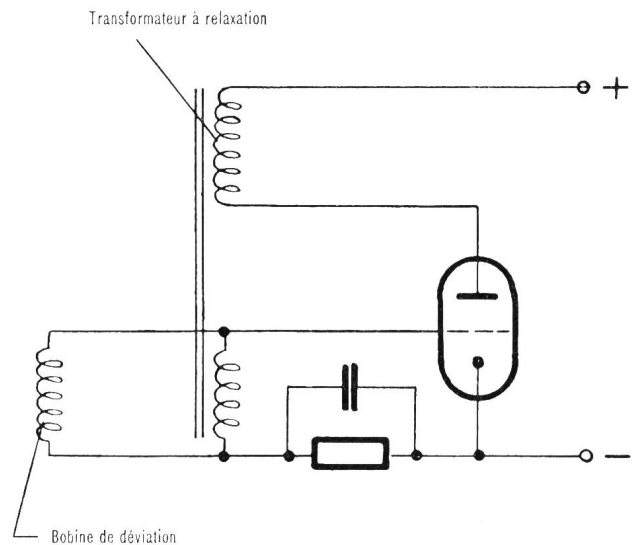 Transformateur à relaxation
+
−
Bobine de déviation